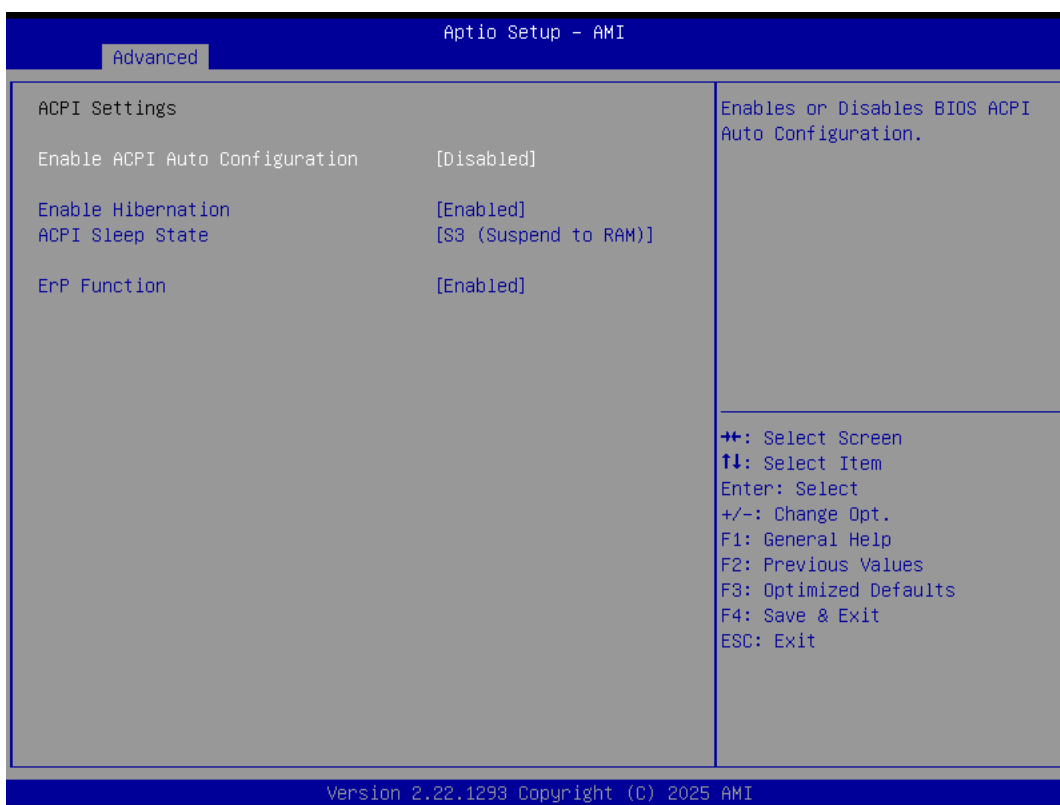 Aptio Setup – AMI
Advanced
ACPI Settings
Enable ACPI Auto Configuration [Disabled]
Enable Hibernation [Enabled]
ACPI Sleep State [S3 (Suspend to RAM)]
ErP Function [Enabled]
Enables or Disables BIOS ACPI
Auto Configuration.
→←: Select Screen
↑↓: Select Item
Enter: Select
+/-: Change Opt.
F1: General Help
F2: Previous Values
F3: Optimized Defaults
F4: Save & Exit
ESC: Exit
Version 2.22.1293 Copyright (C) 2025 AMI